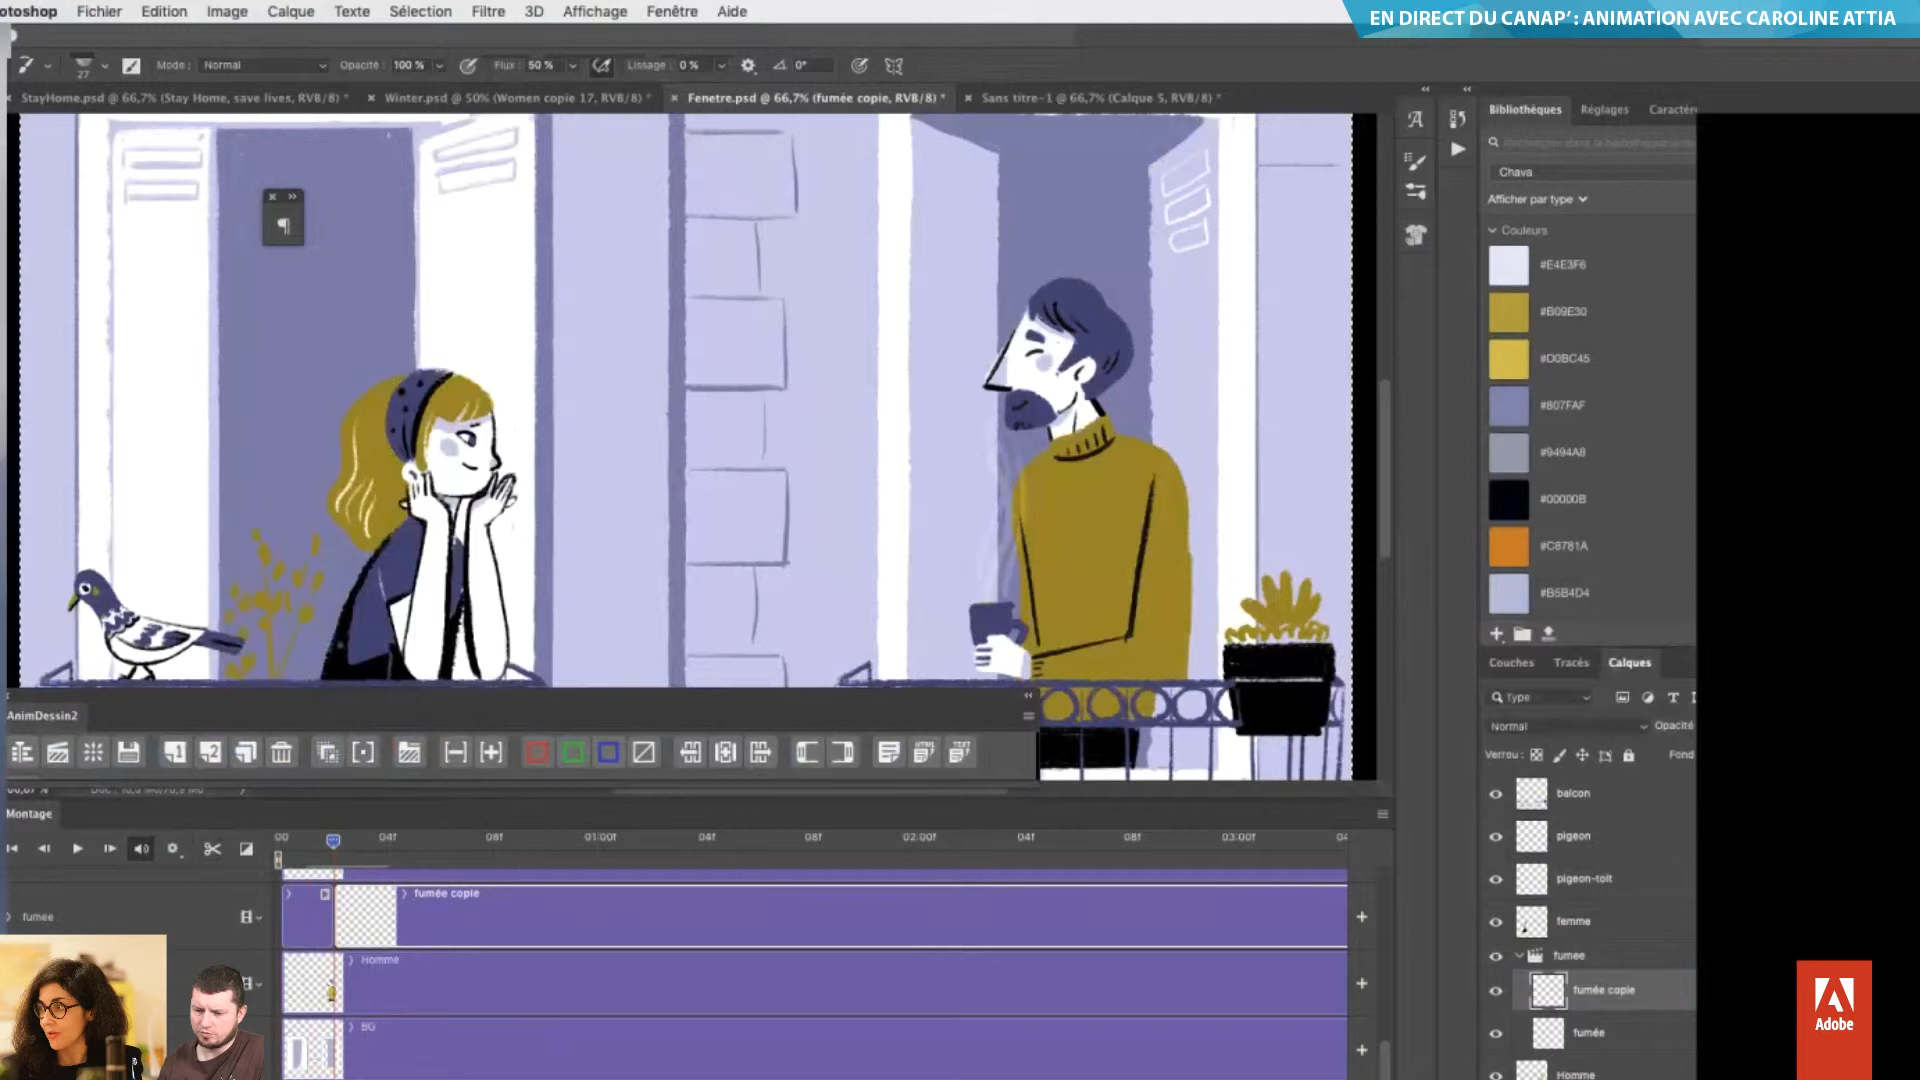 otoshop Fichier Edition Image Calque Texte Sélection Filtre 3D Affichage Fenêtre Aide
EN DIRECT DU CANAP' : ANIMATION AVEC CAROLINE ATTIA
27 Mode : Normal Opacité : 100 % Flux : 50 % Lissage : 0 % 0°
StayHome.psd @ 66,7% (Stay Home, save lives, RVB/8) * Winter.psd @ 50% (Women copie 17, RVB/8) * Fenetre.psd @ 66,7% (fumée copie, RVB/8) * Sans titre-1 @ 66,7% (Calque 5, RVB/8) *
Bibliothèques Réglages Caractèr
Chava
Afficher par type
Couleurs
#E4E3F6
#B09E30
#D0BC45
#807FAF
#9494A8
#00000B
#C8781A
#B5B4D4
Couches Tracés Calques
Type
Normal Opacité
Verrou : Fond
balcon
pigeon
pigeon-toit
femme
fumee
fumée copie
fumée
Homme
AnimDessin2
Montage
00 04f 08f 01:00f 04f 08f 02:00f 04f 08f 03:00f 04
fumée copie
fumee
Homme
BG
Adobe